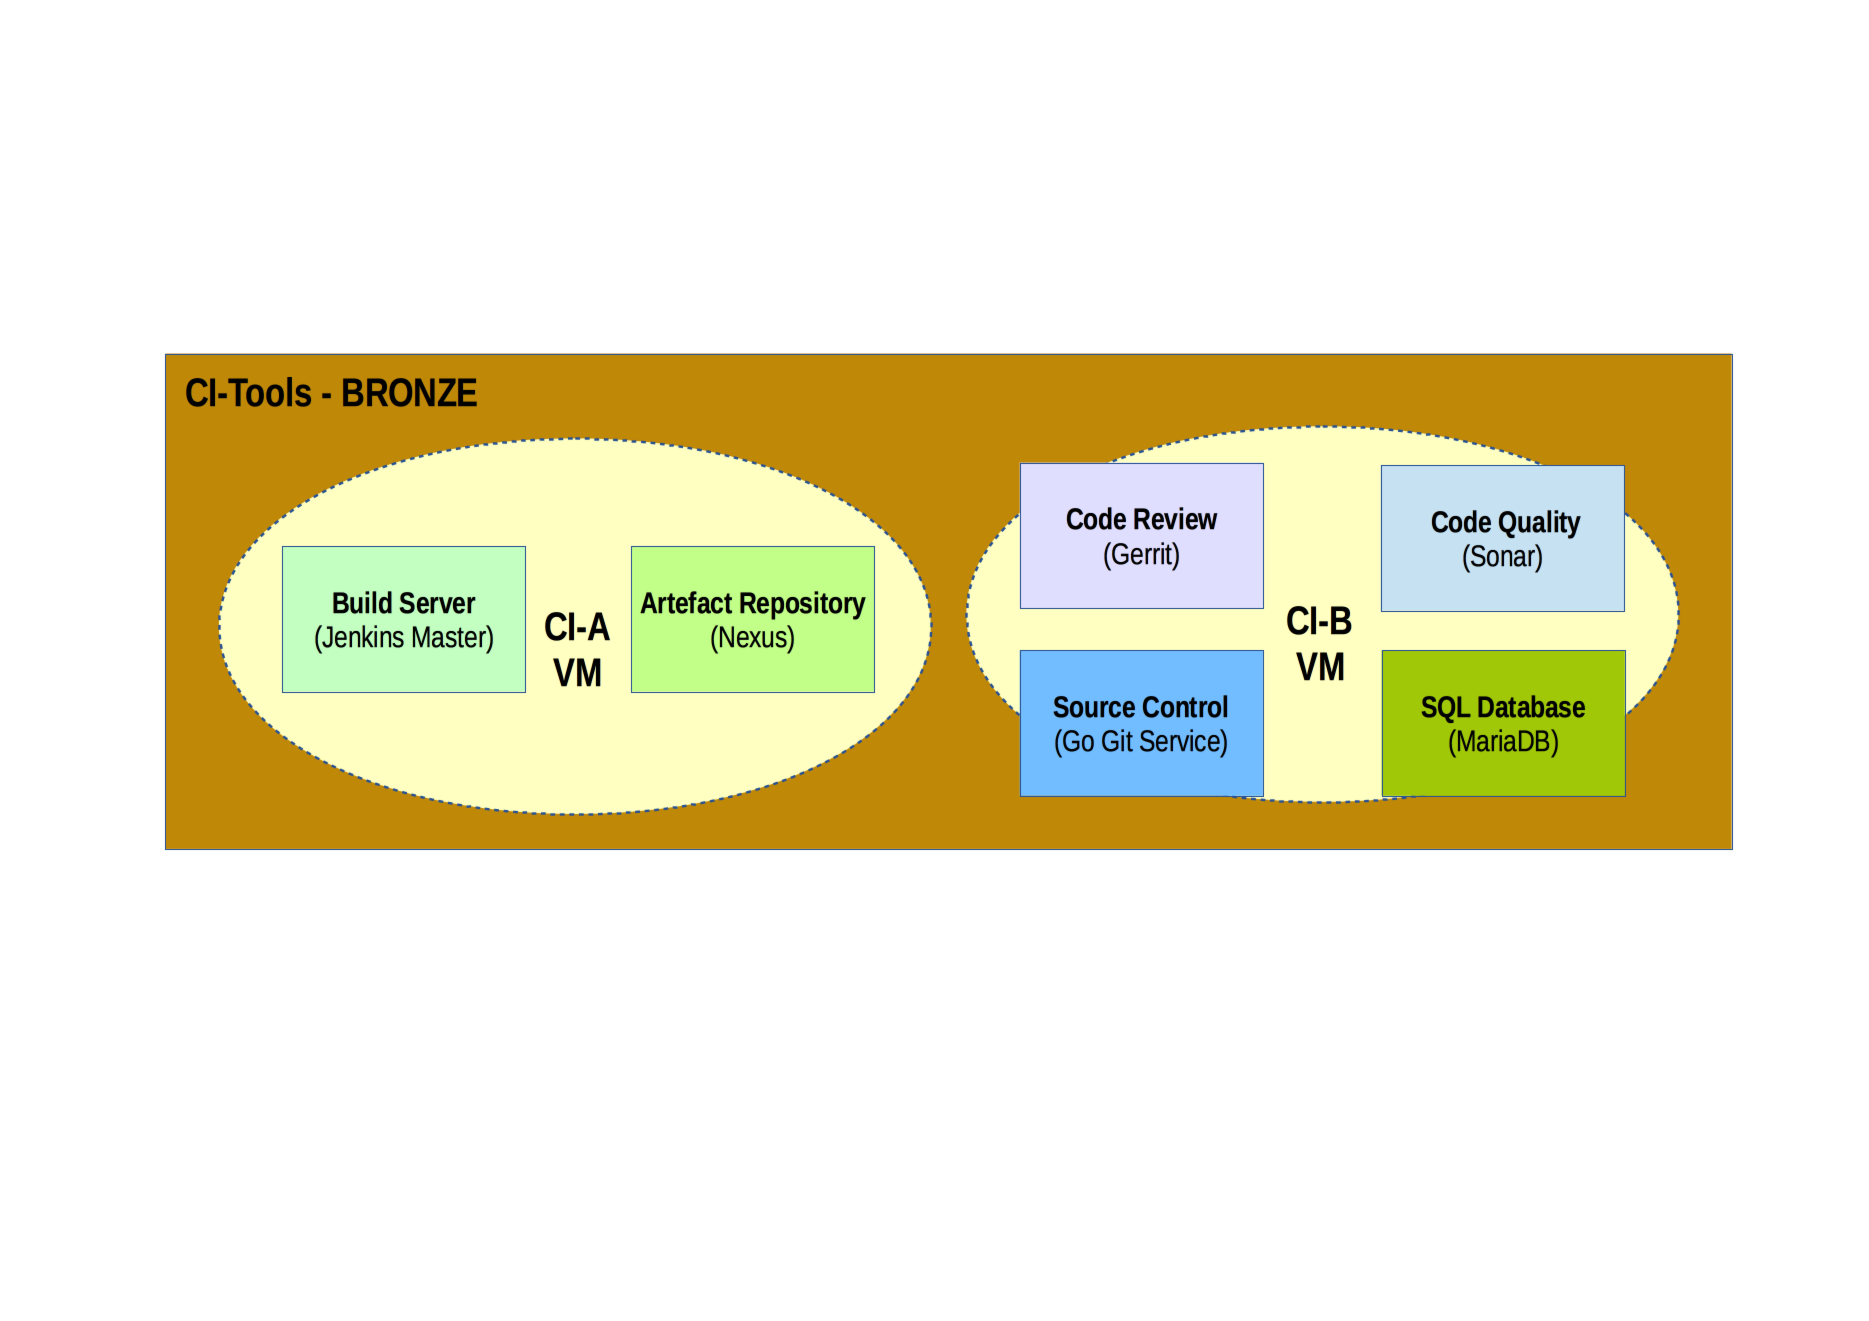 CI-Tools - BRONZE
Build Server
(Jenkins Master)
CI-A
VM
Artefact Repository
(Nexus)
Code Review
(Gerrit)
Code Quality
(Sonar)
CI-B
VM
Source Control
(Go Git Service)
SQL Database
(MariaDB)